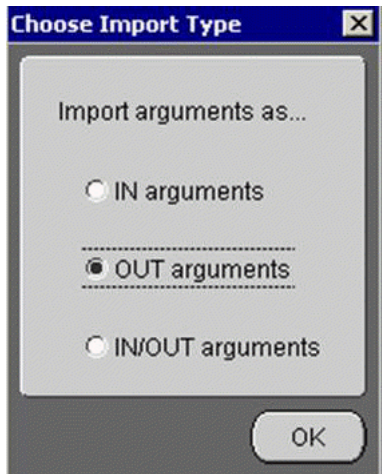 Choose Import Type
Import arguments as...
IN arguments
OUT arguments
IN/OUT arguments
OK